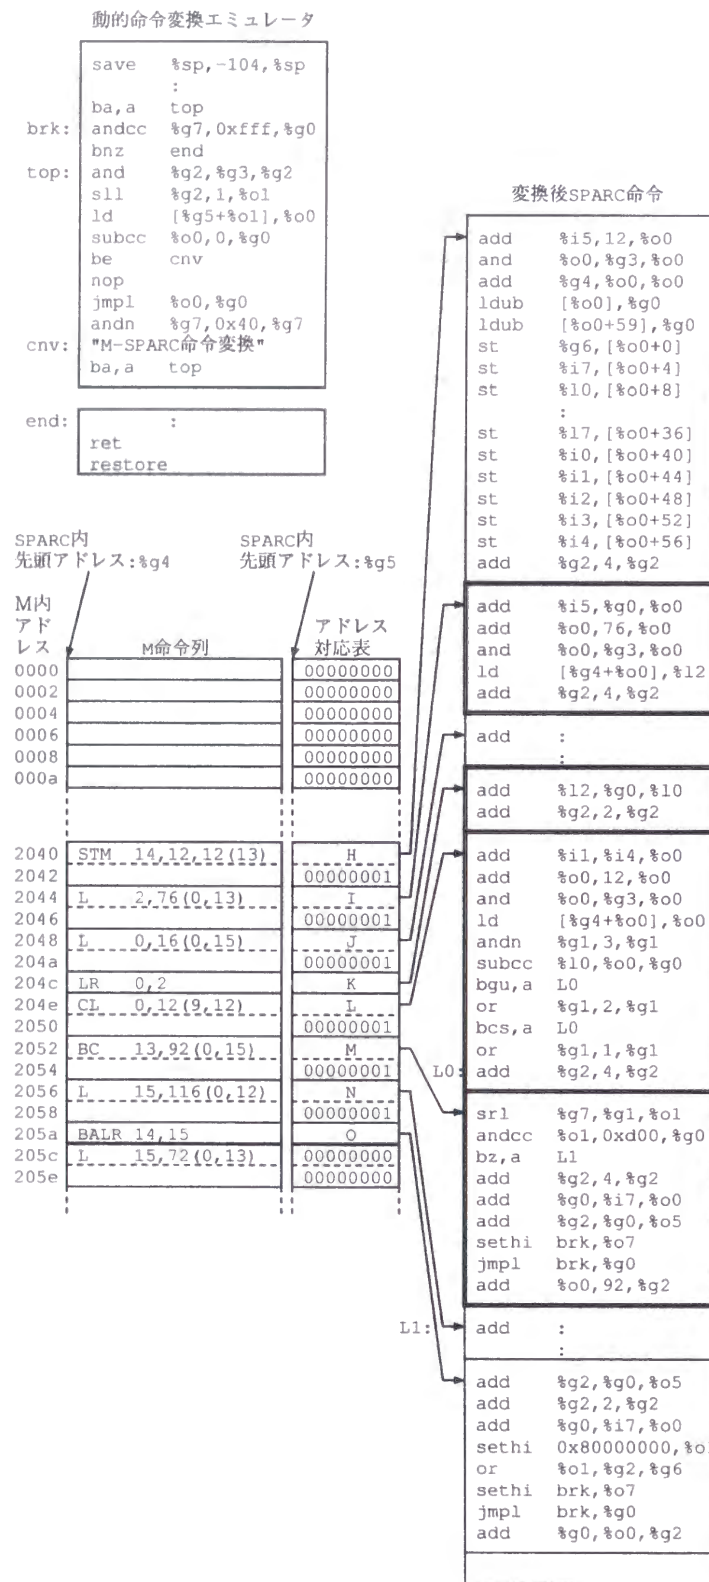 動的命令変換エミュレータ
save %sp,-104,%sp
:
ba,a top
brk: andcc %g7,0xfff,%g0
bnz end
top: and %g2,%g3,%g2
sll %g2,1,%o1
ld [%g5+%o1],%o0
subcc %o0,0,%g0
be cnv
nop
jmpl %o0,%g0
andn %g7,0x40,%g7
cnv: "M-SPARC命令変換"
ba,a top
end: :
ret
restore
SPARC内
先頭アドレス:%g4
SPARC内
先頭アドレス:%g5
M内
アド
レス
M命令列
アドレス
対応表
0000 00000000
0002 00000000
0004 00000000
0006 00000000
0008 00000000
000a 00000000
2040 STM 14,12,12(13) H
2042 00000001
2044 L 2,76(0,13) I
2046 00000001
2048 L 0,16(0,15) J
204a 00000001
204c LR 0,2 K
204e CL 0,12(9,12) L
2050 00000001
2052 BC 13,92(0,15) M
2054 00000001
2056 L 15,116(0,12) N
2058 00000001
205a BALR 14,15 O
205c L 15,72(0,13) 00000000
205e 00000000
変換後SPARC命令
add %i5,12,%o0
and %o0,%g3,%o0
add %g4,%o0,%o0
ldub [%o0],%g0
ldub [%o0+59],%g0
st %g6,[%o0+0]
st %i7,[%o0+4]
st %l0,[%o0+8]
:
st %l7,[%o0+36]
st %i0,[%o0+40]
st %i1,[%o0+44]
st %i2,[%o0+48]
st %i3,[%o0+52]
st %i4,[%o0+56]
add %g2,4,%g2
add %i5,%g0,%o0
add %o0,76,%o0
and %o0,%g3,%o0
ld [%g4+%o0],%l2
add %g2,4,%g2
add :
:
add %l2,%g0,%l0
add %g2,2,%g2
add %i1,%i4,%o0
add %o0,12,%o0
and %o0,%g3,%o0
ld [%g4+%o0],%o0
andn %g1,3,%g1
subcc %l0,%o0,%g0
bgu,a L0
or %g1,2,%g1
bcs,a L0
or %g1,1,%g1
L0: add %g2,4,%g2
srl %g7,%g1,%o1
andcc %o1,0xd00,%g0
bz,a L1
add %g2,4,%g2
add %g0,%i7,%o0
add %g2,%g0,%o5
sethi brk,%o7
jmpl brk,%g0
add %o0,92,%g2
L1: add :
:
add %g2,%g0,%o5
add %g2,2,%g2
add %g0,%i7,%o0
sethi 0x80000000,%o
or %o1,%g2,%g6
sethi brk,%o7
jmpl brk,%g0
add %g0,%o0,%g2